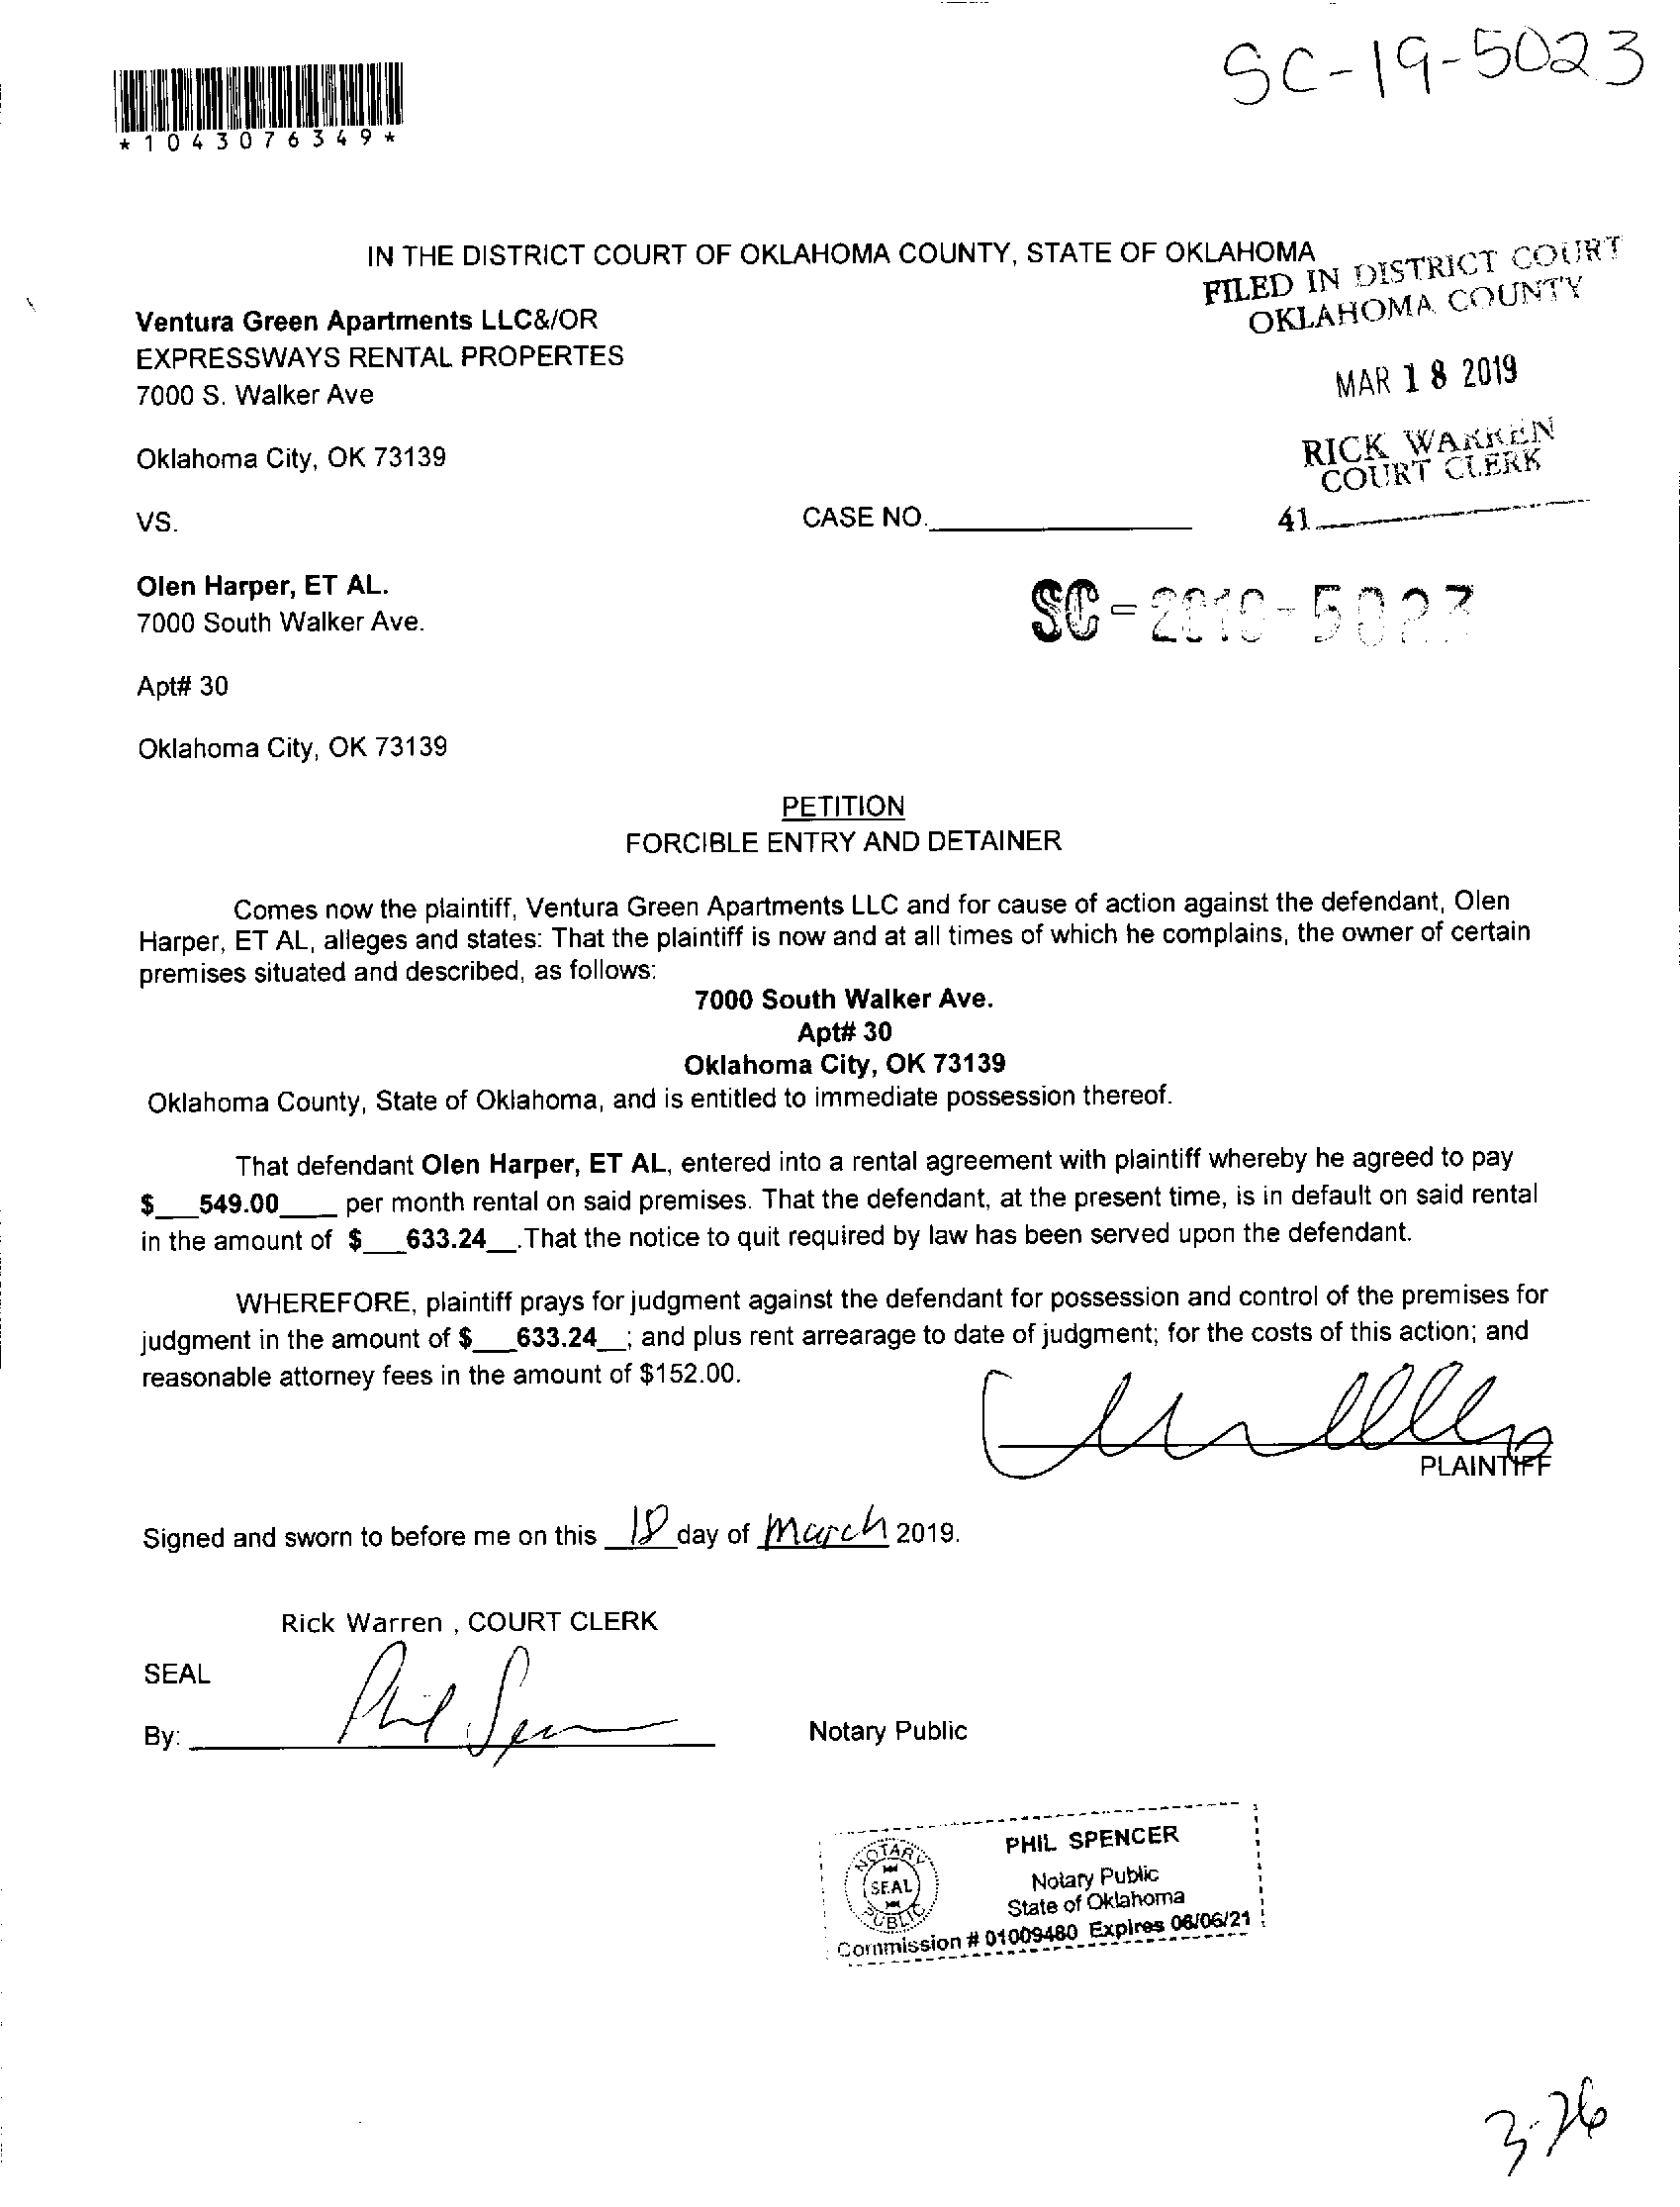 SC-19-5023
*1043076349*
IN THE DISTRICT COURT OF OKLAHOMA COUNTY, STATE OF OKLAHOMA
FILED IN DISTRICT COURT
OKLAHOMA COUNTY
Ventura Green Apartments LLC&/OR
EXPRESSWAYS RENTAL PROPERTES
7000 S. Walker Ave
MAR 18 2019
Oklahoma City, OK 73139
RICK WARREN
COURT CLERK
VS.
CASE NO.
41
Olen Harper, ET AL.
7000 South Walker Ave.
SC-2019-5023
Apt# 30
Oklahoma City, OK 73139
PETITION
FORCIBLE ENTRY AND DETAINER
Comes now the plaintiff, Ventura Green Apartments LLC and for cause of action against the defendant, Olen
Harper, ET AL, alleges and states: That the plaintiff is now and at all times of which he complains, the owner of certain
premises situated and described, as follows:
7000 South Walker Ave.
Apt# 30
Oklahoma City, OK 73139
Oklahoma County, State of Oklahoma, and is entitled to immediate possession thereof.
That defendant Olen Harper, ET AL, entered into a rental agreement with plaintiff whereby he agreed to pay
$___549.00____ per month rental on said premises. That the defendant, at the present time, is in default on said rental
in the amount of $___633.24__.That the notice to quit required by law has been served upon the defendant.
WHEREFORE, plaintiff prays for judgment against the defendant for possession and control of the premises for
judgment in the amount of $___633.24__; and plus rent arrearage to date of judgment; for the costs of this action; and
reasonable attorney fees in the amount of $152.00.
PLAINTIFF
Signed and sworn to before me on this 18 day of March 2019.
Rick Warren , COURT CLERK
SEAL
By: Phil Spencer
Notary Public
NOTARY
SEAL
PUBLIC
PHIL SPENCER
Notary Public
State of Oklahoma
Commission # 01009480 Expires 06/06/21
3-26